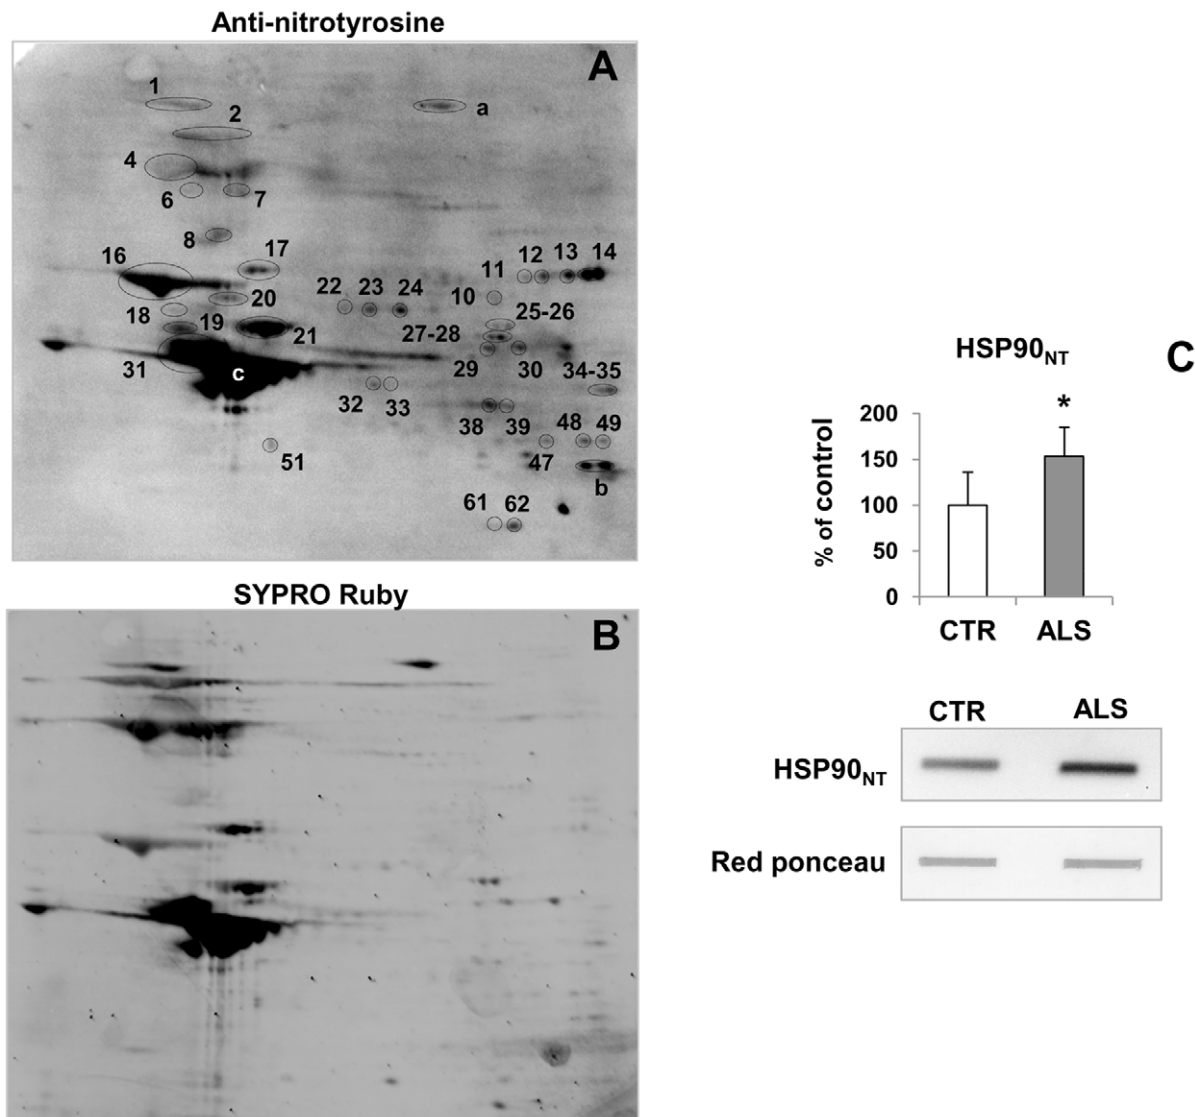 Anti-nitrotyrosine
A
1
a
2
4
6 7
8
16 17
11 12 13 14
22 23 24 10
18 20 25-26
19 21 27-28
31 c 29 30 34-35
32 33
38 39 48 49
51 47
b
61 62
SYPRO Ruby
B
C
HSP90NT
*
% of control
200
150
100
50
0
CTR ALS
CTR ALS
HSP90NT
Red ponceau